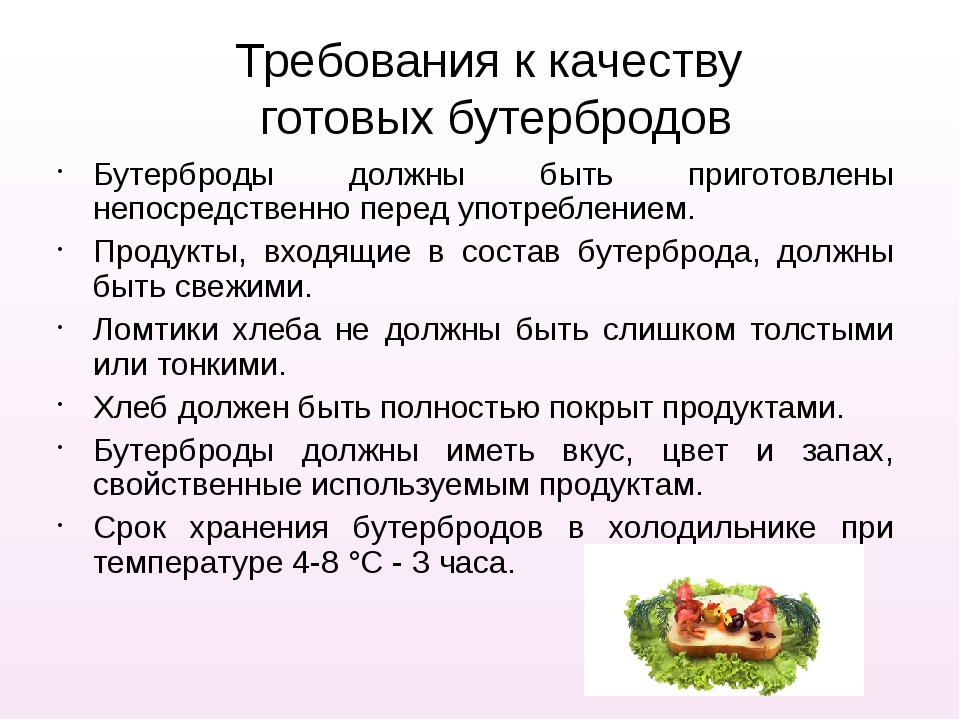 Требования к качеству
готовых бутербродов
· Бутерброды должны быть приготовлены
непосредственно перед употреблением.
· Продукты, входящие в состав бутерброда, должны
быть свежими.
· Ломтики хлеба не должны быть слишком толстыми
или тонкими.
· Хлеб должен быть полностью покрыт продуктами.
· Бутерброды должны иметь вкус, цвет и запах,
свойственные используемым продуктам.
· Срок хранения бутербродов в холодильнике при
температуре 4-8 °С - 3 часа.